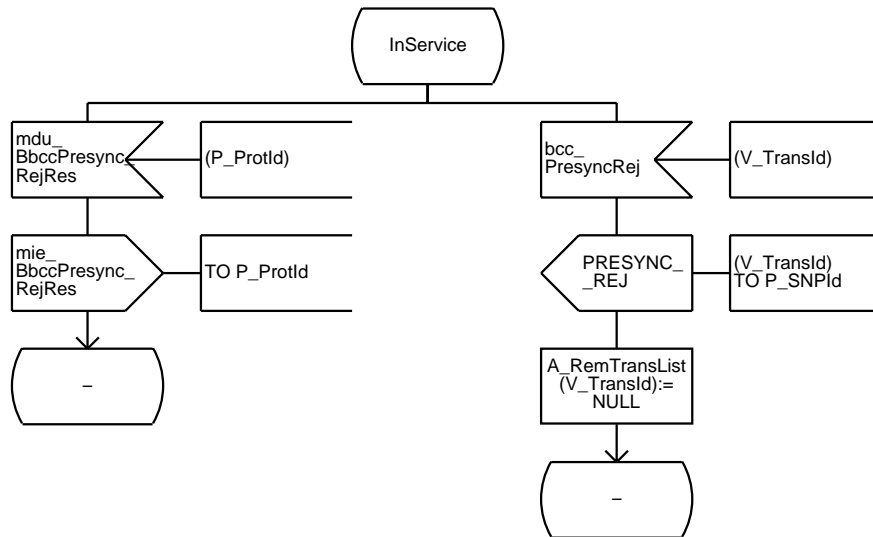 InService
mdu_
BbccPresync_
RejRes
(P_ProtId)
bcc_
PresyncRej
(V_TransId)
mie_
BbccPresync_
RejRes
TO P_ProtId
PRESYNC_
_REJ
(V_TransId)
TO P_SNPId
–
A_RemTransList
(V_TransId):=
NULL
–